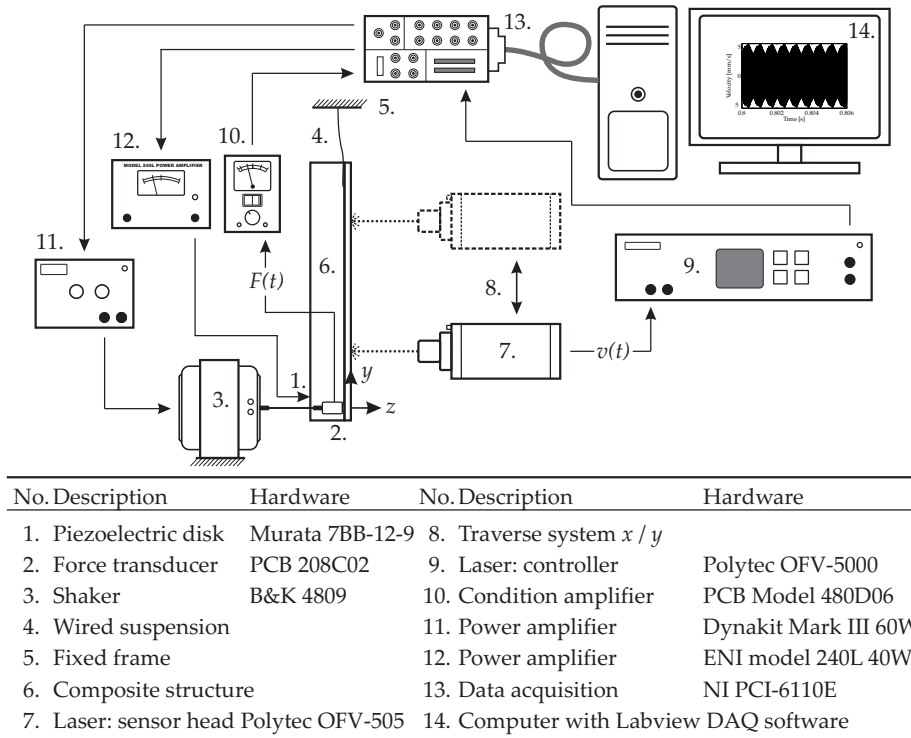 13.
14.
5
0
5
Velocity [mm/s]
0.8 0.802 0.804 0.806
Time [s]
5.
12.
10.
4.
MODEL 240L POWER AMPLIFIER
11.
6.
F(t)
8.
9.
7.
v(t)
1.
y
3.
z
2.
No. Description Hardware No. Description Hardware
1. Piezoelectric disk Murata 7BB-12-9 8. Traverse system x / y
2. Force transducer PCB 208C02 9. Laser: controller Polytec OFV-5000
3. Shaker B&K 4809 10. Condition amplifier PCB Model 480D06
4. Wired suspension 11. Power amplifier Dynakit Mark III 60W
5. Fixed frame 12. Power amplifier ENI model 240L 40W
6. Composite structure 13. Data acquisition NI PCI-6110E
7. Laser: sensor head Polytec OFV-505 14. Computer with Labview DAQ software